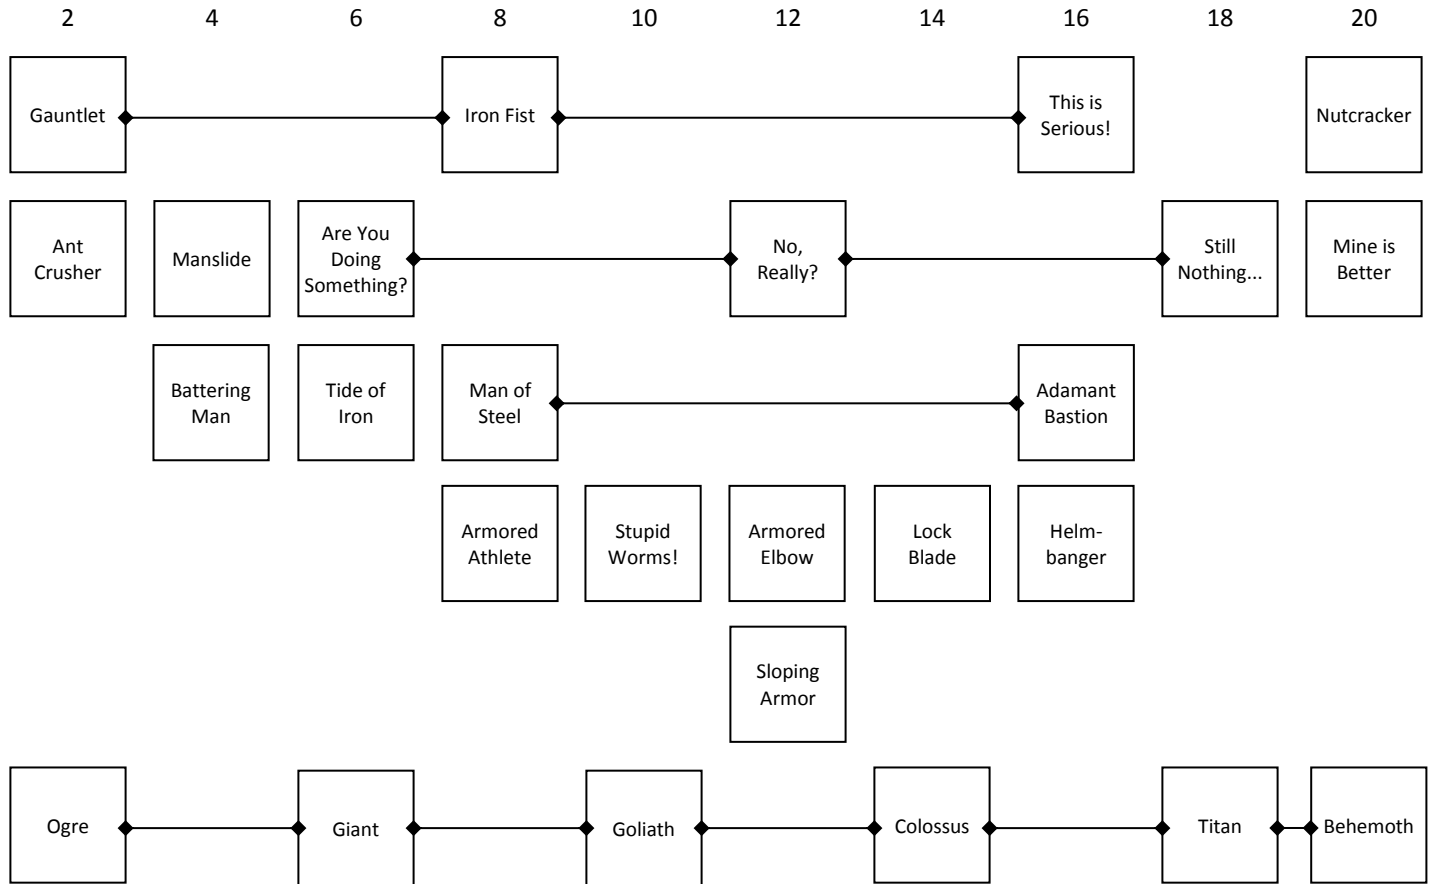 2 4 6 8 10 12 14 16 18 20
Gauntlet
Iron Fist
This is
Serious!
Nutcracker
Ant
Crusher
Manslide
Are You
Doing
Something?
No,
Really?
Still
Nothing...
Mine is
Better
Battering
Man
Tide of
Iron
Man of
Steel
Adamant
Bastion
Armored
Athlete
Stupid
Worms!
Armored
Elbow
Lock
Blade
Helm-
banger
Sloping
Armor
Ogre
Giant
Goliath
Colossus
Titan
Behemoth